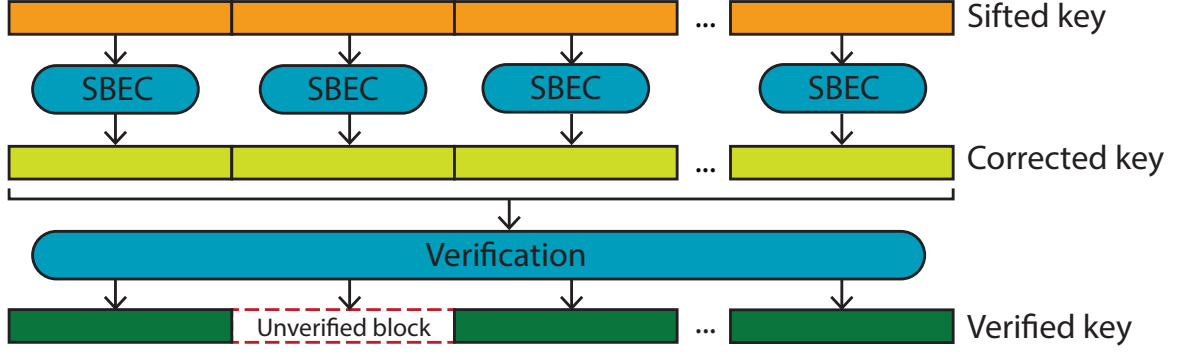 ... Sifted key
SBEC SBEC SBEC SBEC
... Corrected key
Verification
Unverified block ... Verified key